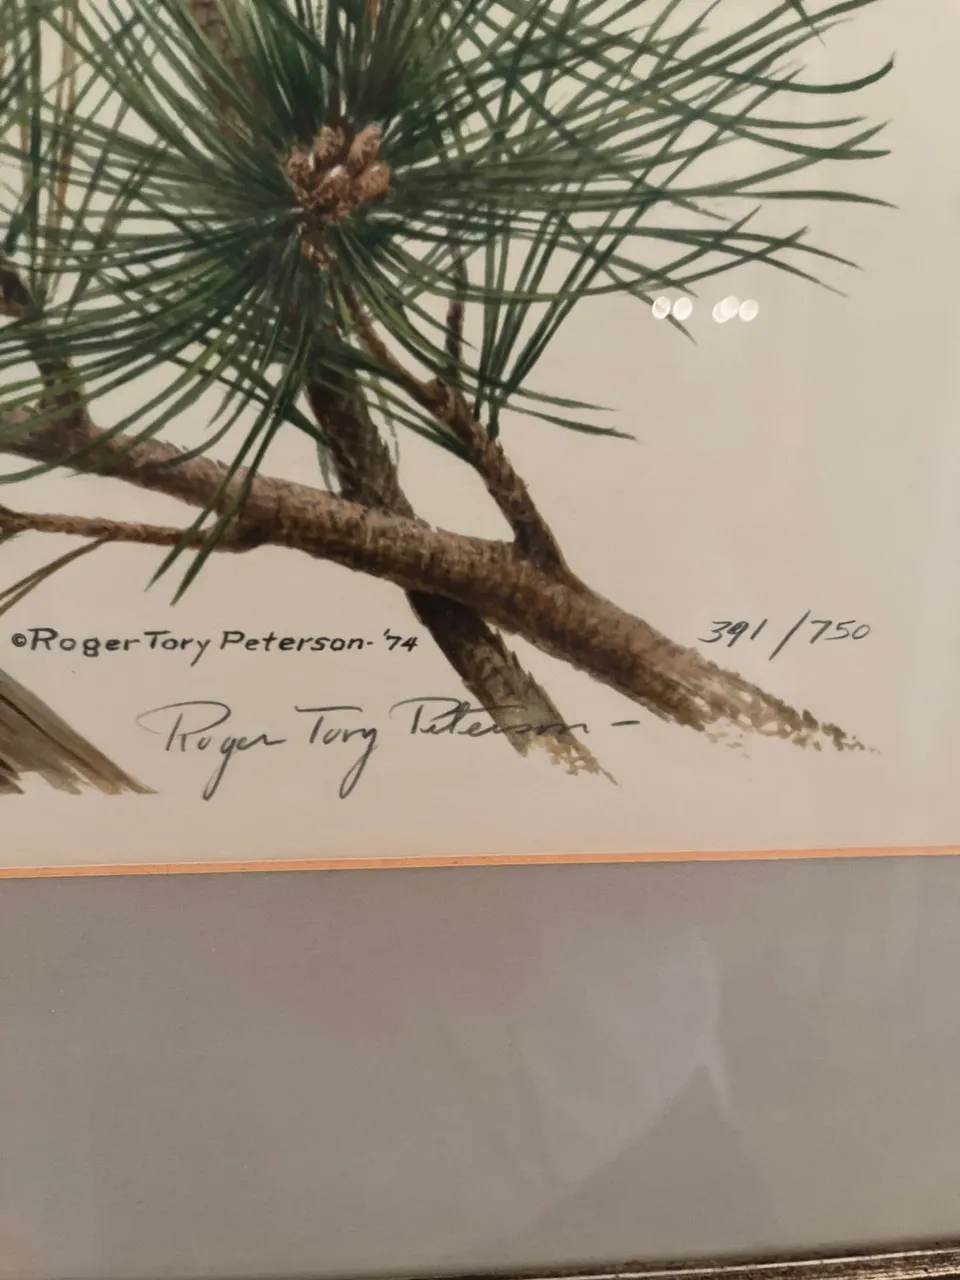 ©Roger Tory Peterson-'74
391/750
Roger Tory Peterson-